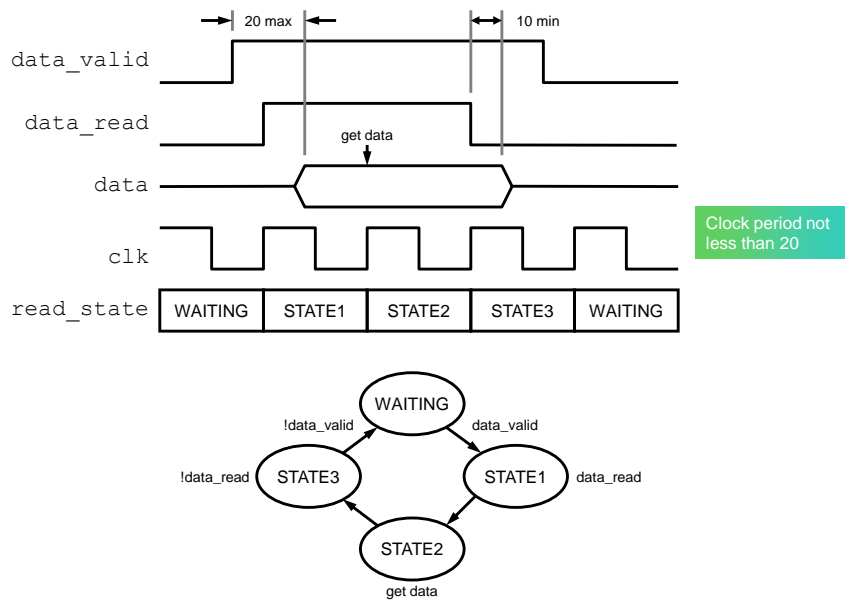 20 max
10 min
data_valid
data_read
get data
data
Clock period not
less than 20
clk
read_state
WAITING
STATE1
STATE2
STATE3
WAITING
WAITING
!data_valid
data_valid
!data_read
STATE3
STATE1
data_read
STATE2
get data